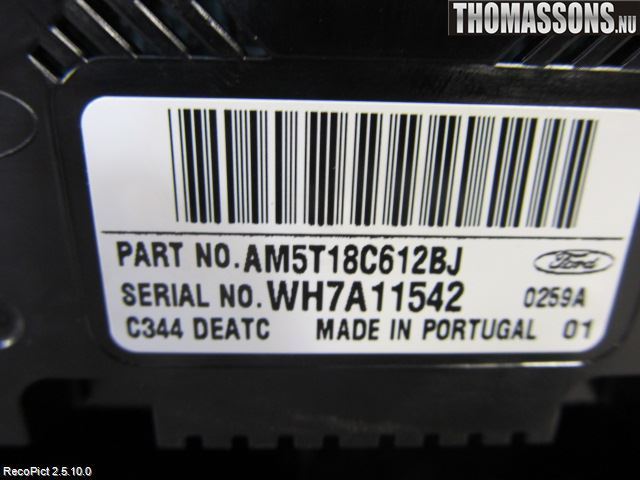 THOMASSONS.NU
PART NO. AM5T18C612BJ
Ford
SERIAL NO. WH7A11542 0259A
C344 DEATC MADE IN PORTUGAL 01
RecoPict 2.5.10.0